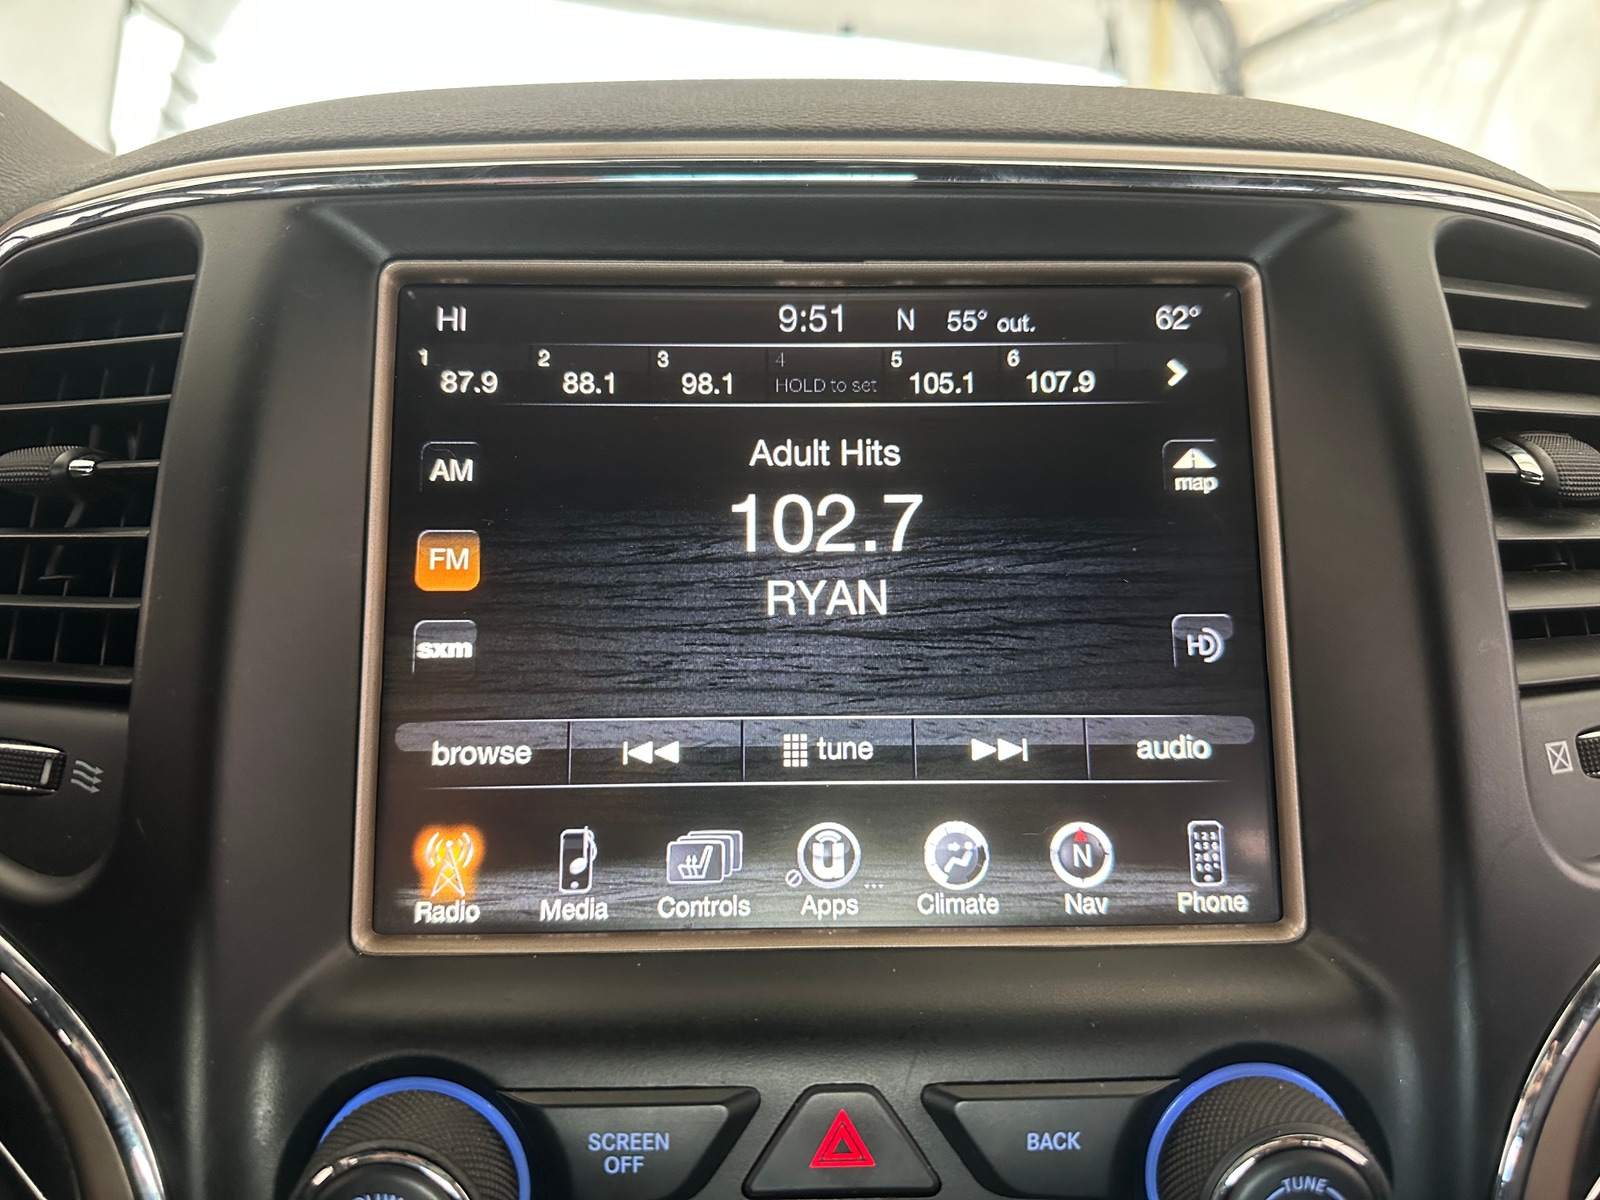 HI 9:51 N 55° out. 62°
1 2 3 4 5 6
87.9 88.1 98.1 HOLD to set 105.1 107.9
Adult Hits
AM map
102.7
FM
RYAN
sxm HD
browse tune audio
Radio Media Controls Apps Climate Nav Phone
N
SCREEN OFF
BACK
TUNE